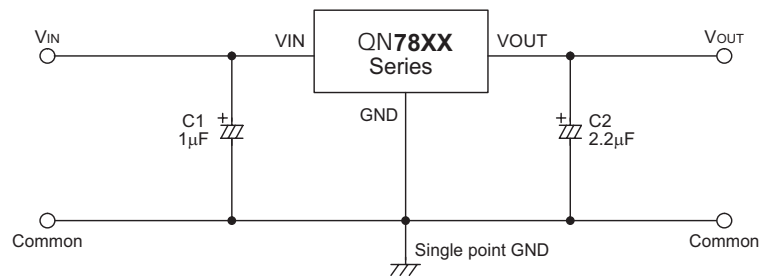 VIN
VIN
QN78XX
Series
VOUT
VOUT
GND
C1
1μF
+
+
C2
2.2μF
Common
Single point GND
Common